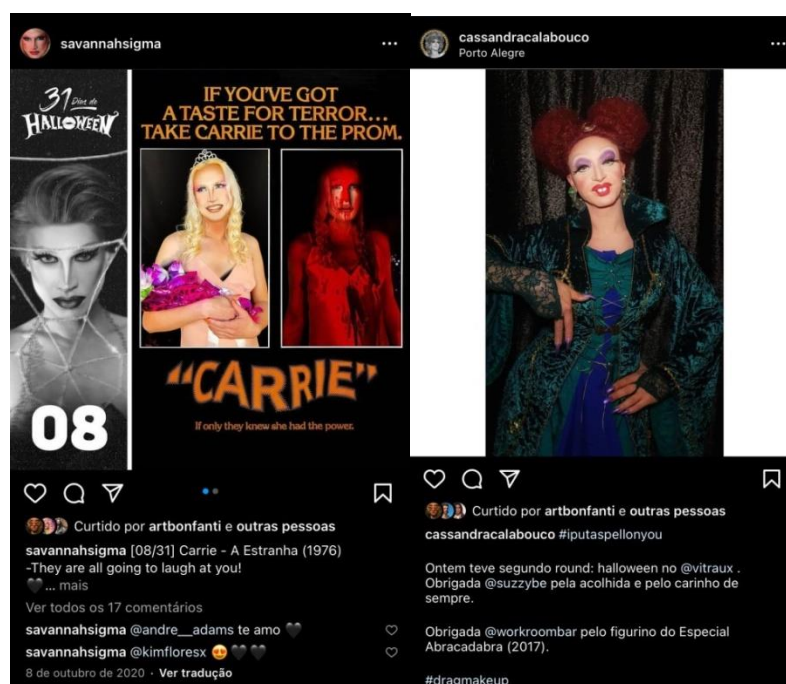 savannahsigma
31 Dias de
HALLOWEEN
IF YOU'VE GOT
A TASTE FOR TERROR...
TAKE CARRIE TO THE PROM.
"CARRIE"
If only they knew she had the power.
08
Curtido por artbonfanti e outras pessoas
savannahsigma [08/31] Carrie - A Estranha (1976)
-They are all going to laugh at you!
🖤... mais
Ver todos os 17 comentários
savannahsigma @andre__adams te amo 🖤
savannahsigma @kimfloresx 😍🖤🖤
8 de outubro de 2020 · Ver tradução
cassandracalabouco
Porto Alegre
Curtido por artbonfanti e outras pessoas
cassandracalabouco #iputaspellonyou
Ontem teve segundo round: halloween no @vitraux .
Obrigada @suzzybe pela acolhida e pelo carinho de
sempre.
Obrigada @workroombar pelo figurino do Especial
Abracadabra (2017).
#dragmakeup